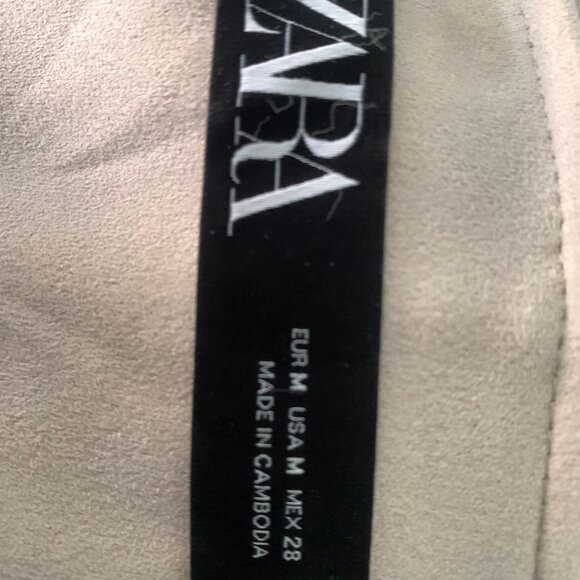 ZARA
EUR M USA M MEX 28
MADE IN CAMBODIA